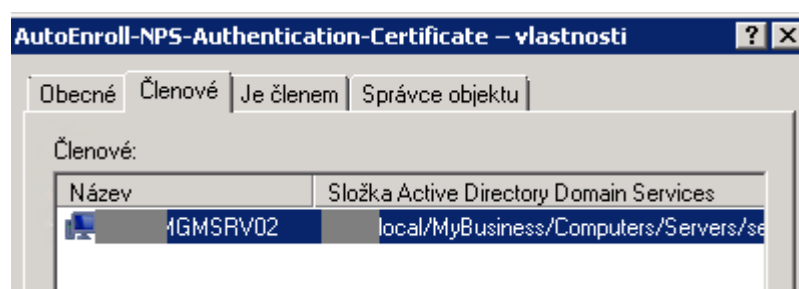 AutoEnroll-NPS-Authentication-Certificate – vlastnosti
Obecné Členové Je členem Správce objektu
Členové:
Název Složka Active Directory Domain Services
MGMSRV02 local/MyBusiness/Computers/Servers/se